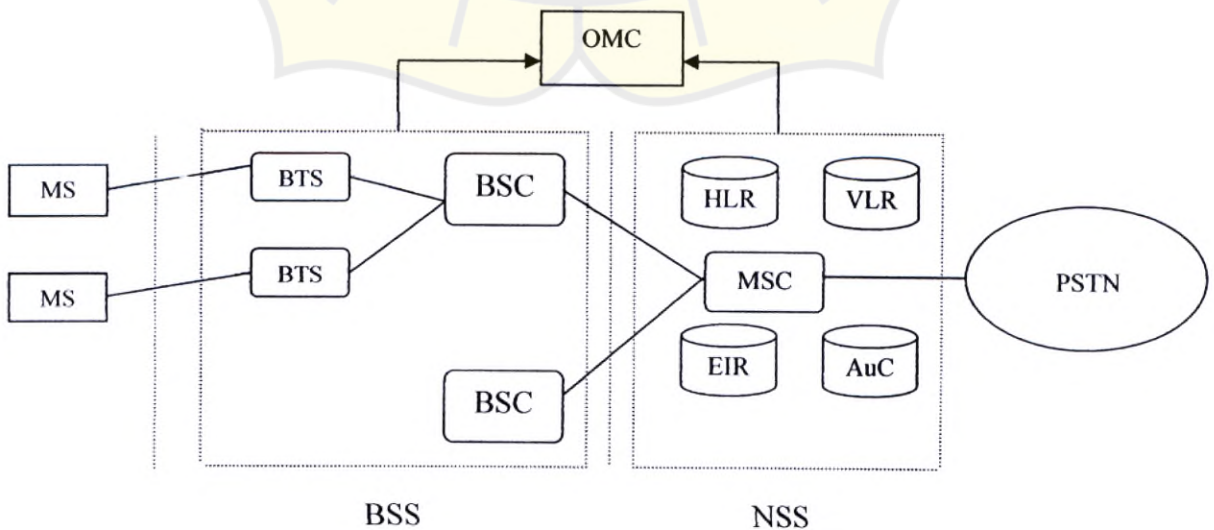 OMC
MS
BTS
BSC
HLR
VLR
BTS
MS
MSC
PSTN
EIR
AuC
BSC
BSS
NSS